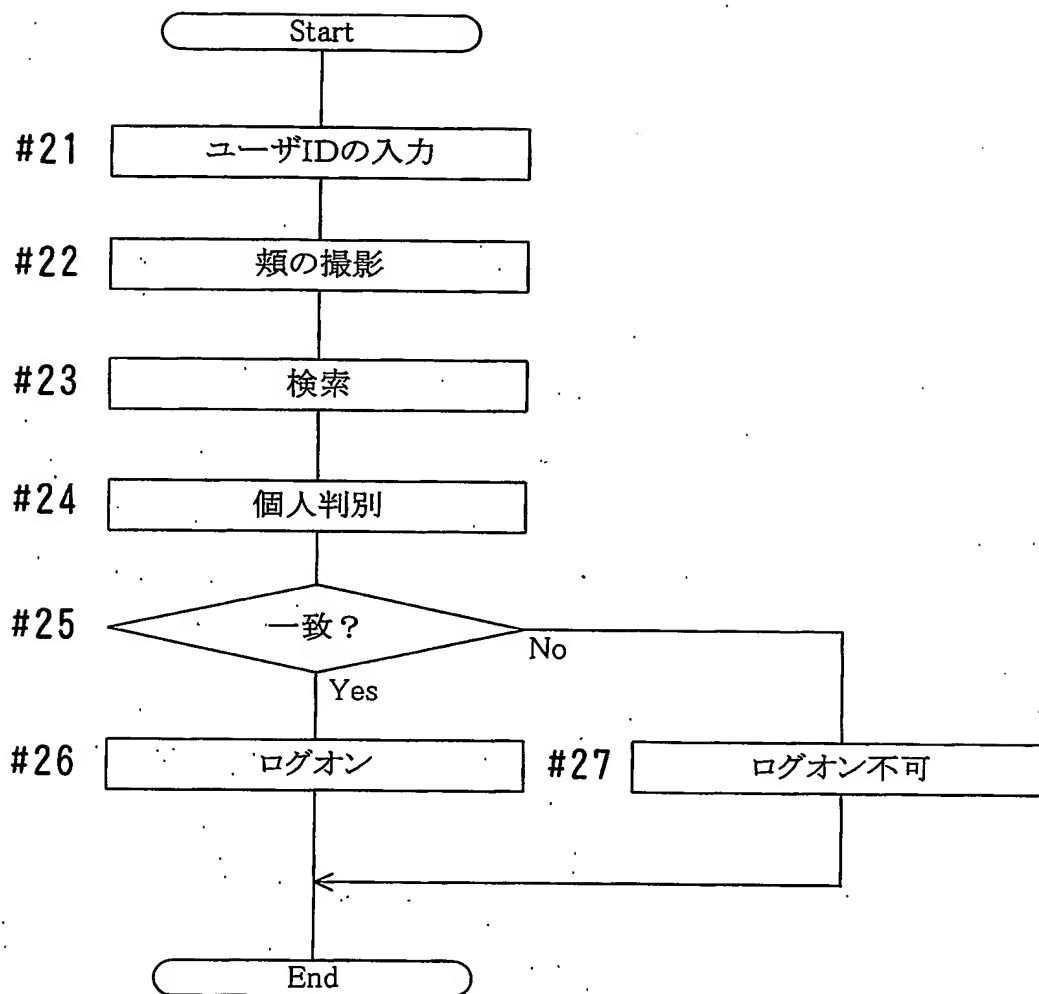 Start
#21 ユーザIDの入力
#22 頬の撮影
#23 検索
#24 個人判別
#25 一致？
No
Yes
#26 ログオン #27 ログオン不可
End